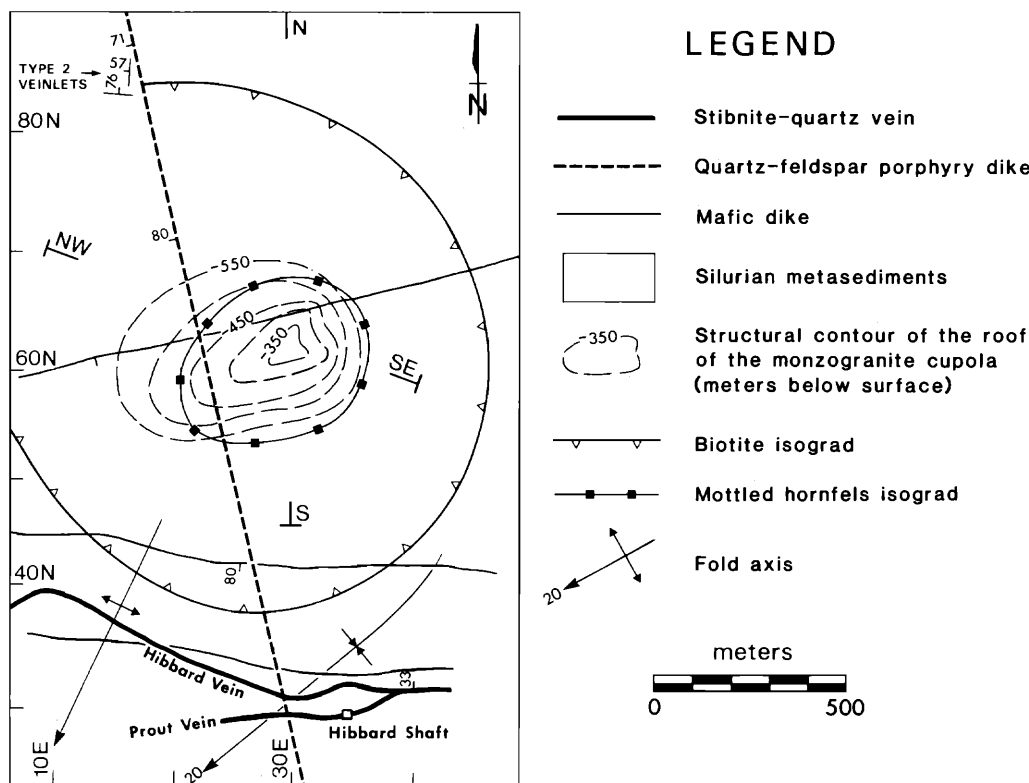 N
71
TYPE 2
VEINLETS
57
76
N
80N
NW
80
-550
-450
-350
60N
SE
S
80
40N
Hibbard Vein
33
Prout Vein
Hibbard Shaft
10E
20
30E
LEGEND
Stibnite-quartz vein
Quartz-feldspar porphyry dike
Mafic dike
Silurian metasediments
-350
Structural contour of the roof
of the monzogranite cupola
(meters below surface)
Biotite isograd
Mottled hornfels isograd
20
Fold axis
meters
0 500